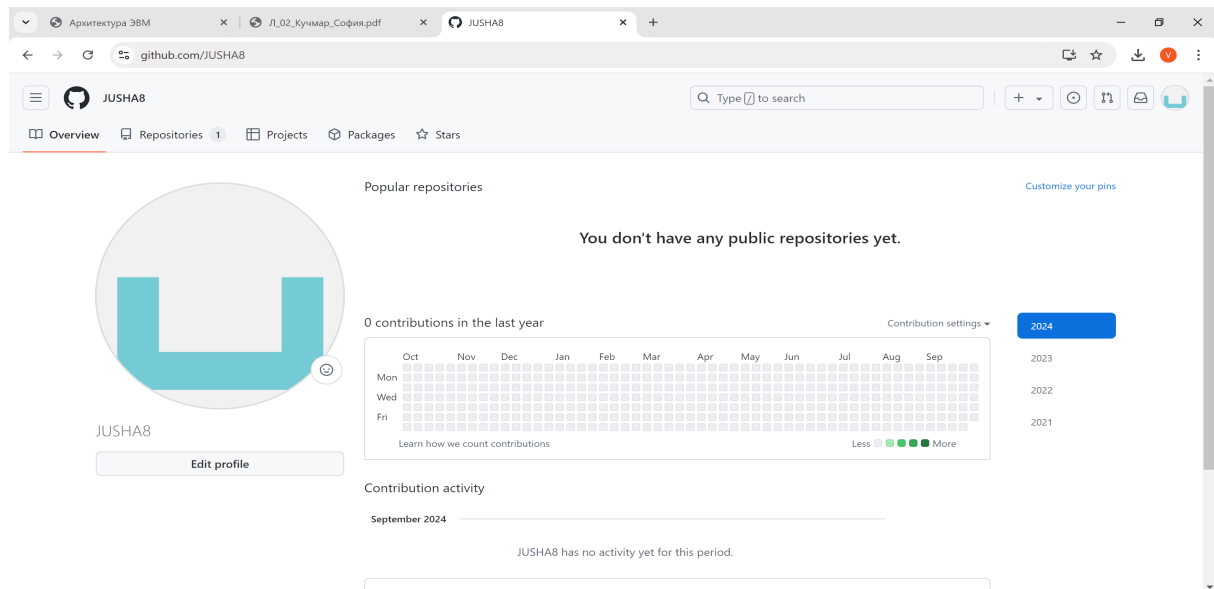 Архитектура ЭВМ
Л_02_Кучмар_София.pdf
JUSHA8
github.com/JUSHA8
V
JUSHA8
Type / to search
Overview
Repositories 1
Projects
Packages
Stars
Popular repositories
Customize your pins
You don't have any public repositories yet.
JUSHA8
Edit profile
0 contributions in the last year
Contribution settings
Oct Nov Dec Jan Feb Mar Apr May Jun Jul Aug Sep
Mon
Wed
Fri
Learn how we count contributions
Less More
2024
2023
2022
2021
Contribution activity
September 2024
JUSHA8 has no activity yet for this period.